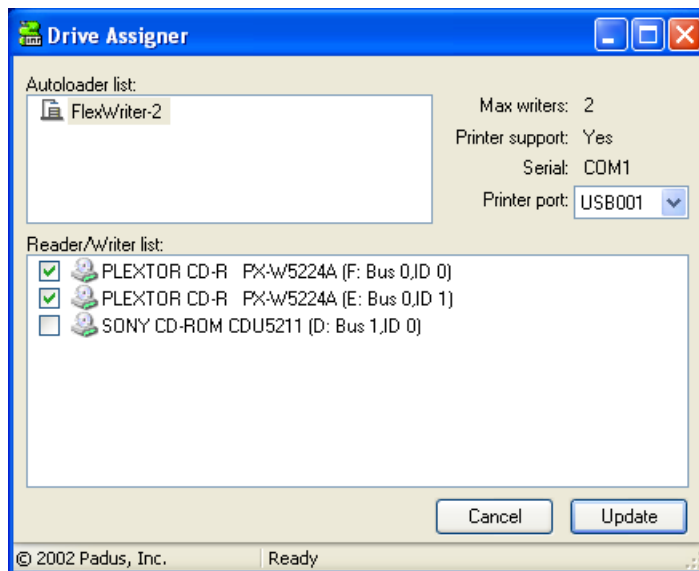 Drive Assigner
Autoloader list:
FlexWriter-2
Max writers: 2
Printer support: Yes
Serial: COM1
Printer port: USB001
Reader/Writer list:
PLEXTOR CD-R PX-W5224A (F: Bus 0,ID 0)
PLEXTOR CD-R PX-W5224A (E: Bus 0,ID 1)
SONY CD-ROM CDU5211 (D: Bus 1,ID 0)
Cancel Update
© 2002 Padus, Inc. Ready